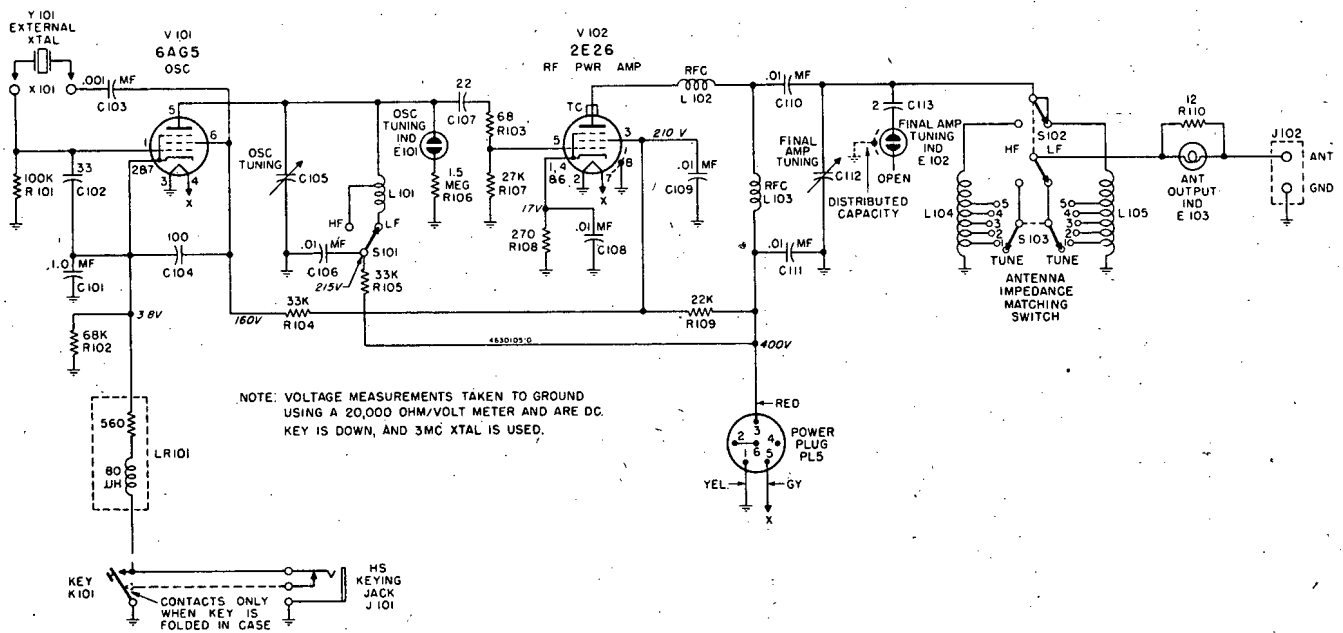 Y 101
EXTERNAL
XTAL
X101
.001 MF
C103
V 101
6AG5
OSC
5
6
2&7
3
4
X
100K
R 101
33
C102
100
C104
.1.0 MF
C101
3.8V
68K
R102
560
80
UH
LR101
OSC
TUNING
C105
HF
L101
LF
.01 MF
C106
S101
215V
33K
R105
160V
33K
R104
OSC
TUNING
IND
E101
1.5
MEG
R106
22
C107
68
R103
27K
R107
V 102
2E26
RF PWR AMP
TC
5
3
1, 4
& 6
2
7
8
X
17V
270
R108
.01 MF
C108
210 V
.01 MF
C109
22K
R109
4630105-0
400V
RFC
L102
RFC
L103
.01 MF
C110
.01 MF
C111
FINAL
AMP
TUNING
C112
2
C113
FINAL AMP
TUNING
IND E 102
OPEN
DISTRIBUTED
CAPACITY
S102
HF
LF
L104
5
4
3
2
1
S103
5
4
3
2
1
L105
TUNE
TUNE
ANTENNA
IMPEDANCE
MATCHING
SWITCH
12
R110
ANT
OUTPUT
IND
E 103
J102
ANT
GND
NOTE: VOLTAGE MEASUREMENTS TAKEN TO GROUND
USING A 20,000 OHM/VOLT METER AND ARE DC.
KEY IS DOWN, AND 3MC XTAL IS USED.
RED
3
2
6
4
1
5
POWER
PLUG
PL5
YEL
GY
X
KEY
K101
CONTACTS ONLY
WHEN KEY IS
FOLDED IN CASE
HS
KEYING
JACK
J 101